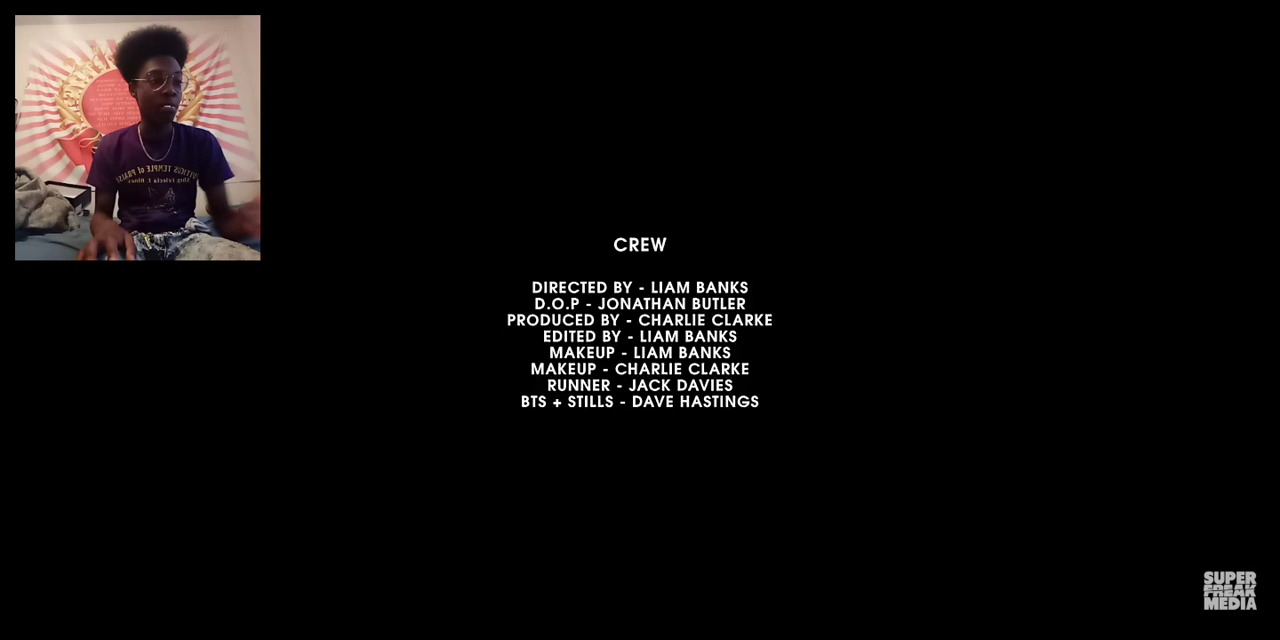 CREW
DIRECTED BY - LIAM BANKS
D.O.P - JONATHAN BUTLER
PRODUCED BY - CHARLIE CLARKE
EDITED BY - LIAM BANKS
MAKEUP - LIAM BANKS
MAKEUP - CHARLIE CLARKE
RUNNER - JACK DAVIES
BTS + STILLS - DAVE HASTINGS
SUPER
FREAK
MEDIA